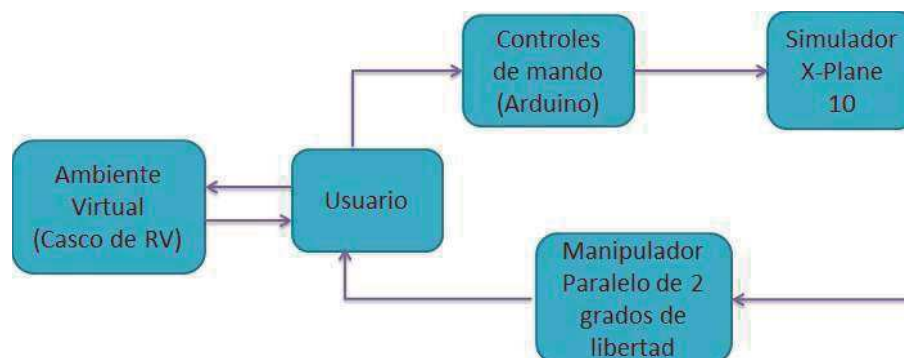 Controles
de mando
(Arduino)
Simulador
X-Plane
10
Ambiente
Virtual
(Casco de RV)
Usuario
Manipulador
Paralelo de 2
grados de
libertad